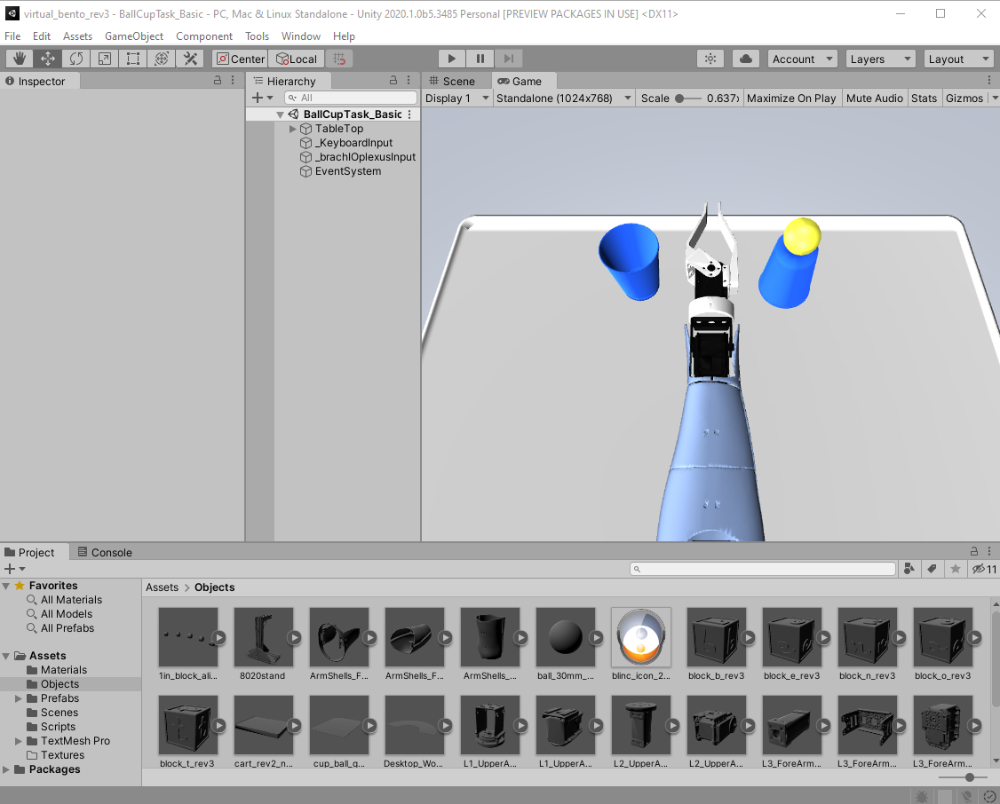 virtual_bento_rev3 - BallCupTask_Basic - PC, Mac & Linux Standalone - Unity 2020.1.0b5.3485 Personal [PREVIEW PACKAGES IN USE] <DX11>
File Edit Assets GameObject Component Tools Window Help
Center Local Account Layers Layout
Inspector
Hierarchy
All
BallCupTask_Basic
TableTop
_KeyboardInput
_brachIOplexusInput
EventSystem
Scene Game
Display 1 Standalone (1024x768) Scale 0.637 Maximize On Play Mute Audio Stats Gizmos
Project Console
11
Favorites
All Materials
All Models
All Prefabs
Assets
Materials
Objects
Prefabs
Scenes
Scripts
TextMesh Pro
Textures
Packages
Assets > Objects
1in_block_ali... 8020stand ArmShells_F... ArmShells_F... ArmShells_... ball_30mm_... blinc_icon_2... block_b_rev3 block_e_rev3 block_n_rev3 block_o_rev3
block_t_rev3 cart_rev2_n... cup_ball_q... Desktop_Wo... L1_UpperA... L1_UpperA... L2_UpperA... L2_UpperA... L3_ForeArm... L3_ForeArm... L3_ForeArm...